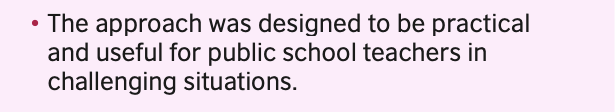 • The approach was designed to be practical
and useful for public school teachers in
challenging situations.